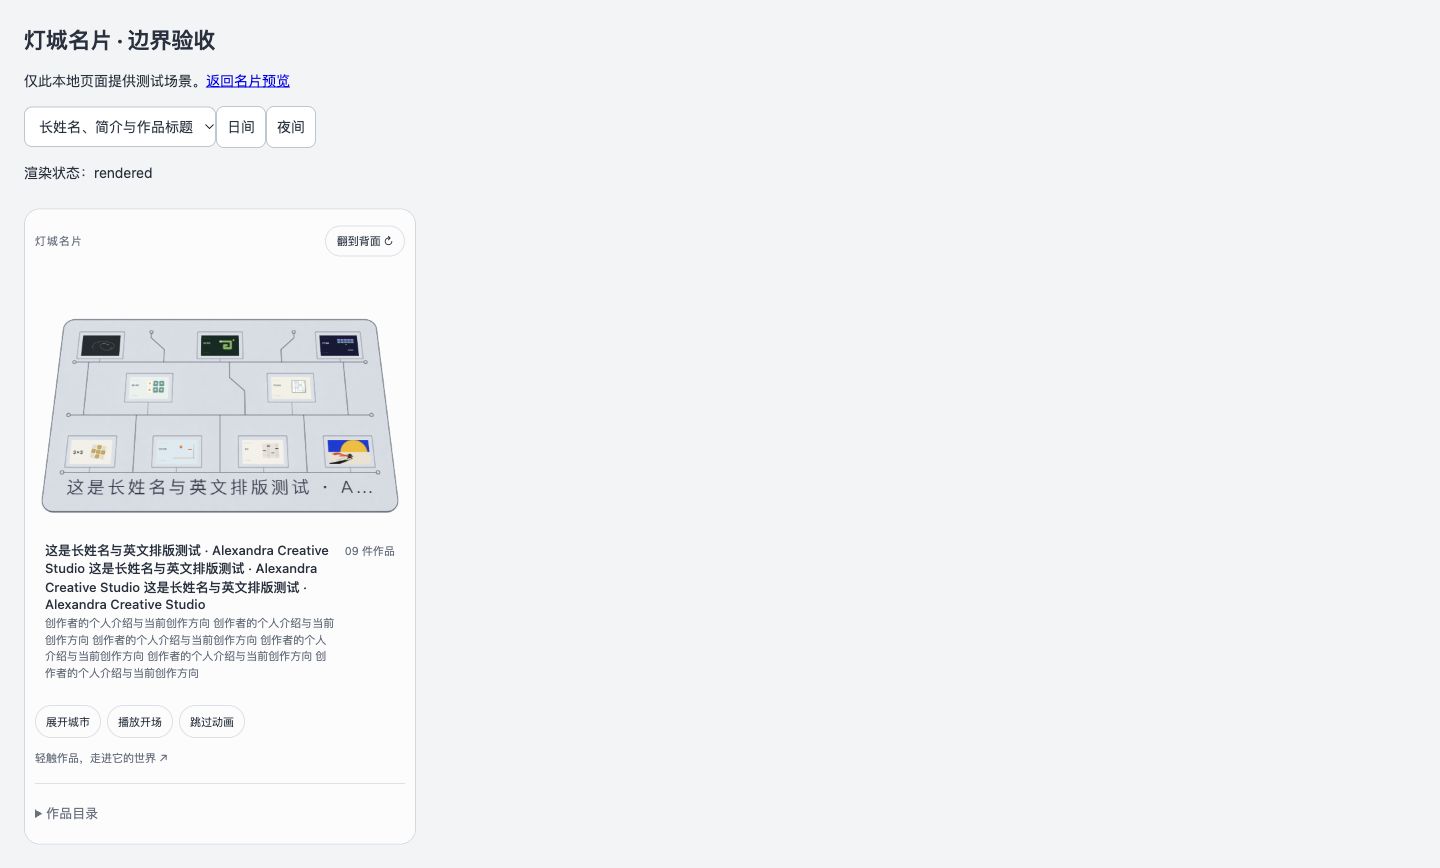 灯城名片 · 边界验收
仅此本地页面提供测试场景。返回名片预览
长姓名、简介与作品标题
日间
夜间
渲染状态：rendered
灯城名片
翻到背面 ↻
2×2
这是长姓名与英文排版测试 · A…
这是长姓名与英文排版测试 · Alexandra Creative
Studio 这是长姓名与英文排版测试 · Alexandra
Creative Studio 这是长姓名与英文排版测试 ·
Alexandra Creative Studio
09 件作品
创作者的个人介绍与当前创作方向 创作者的个人介绍与当前
创作方向 创作者的个人介绍与当前创作方向 创作者的个人
介绍与当前创作方向 创作者的个人介绍与当前创作方向 创
作者的个人介绍与当前创作方向
展开城市
播放开场
跳过动画
轻触作品，走进它的世界 ↗
▶ 作品目录